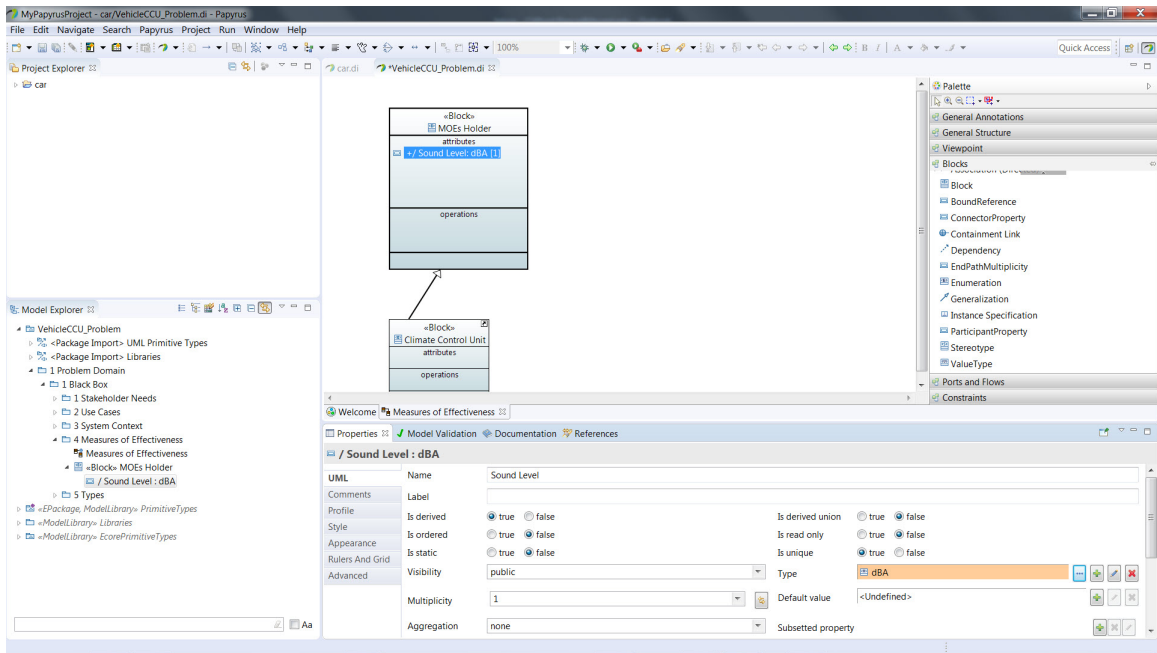 MyPapyrusProject - car/VehicleCCU_Problem.di - Papyrus
File Edit Navigate Search Papyrus Project Run Window Help
100%
B I A
Quick Access
Project Explorer
car
car.di
*VehicleCCU_Problem.di
«Block»
MOEs Holder
attributes
+/ Sound Level: dBA [1]
operations
«Block»
Climate Control Unit
attributes
operations
Palette
General Annotations
General Structure
Viewpoint
Blocks
Block
BoundReference
ConnectorProperty
Containment Link
Dependency
EndPathMultiplicity
Enumeration
Generalization
Instance Specification
ParticipantProperty
Stereotype
ValueType
Ports and Flows
Constraints
Model Explorer
VehicleCCU_Problem
<Package Import> UML Primitive Types
<Package Import> Libraries
1 Problem Domain
1 Black Box
1 Stakeholder Needs
2 Use Cases
3 System Context
4 Measures of Effectiveness
Measures of Effectiveness
«Block» MOEs Holder
/ Sound Level : dBA
5 Types
«EPackage, ModelLibrary» PrimitiveTypes
«ModelLibrary» Libraries
«ModelLibrary» EcorePrimitiveTypes
Aa
Welcome
Measures of Effectiveness
Properties
Model Validation
Documentation
References
/ Sound Level : dBA
UML
Comments
Profile
Style
Appearance
Rulers And Grid
Advanced
Name Sound Level
Label
Is derived true false Is derived union true false
Is ordered true false Is read only true false
Is static true false Is unique true false
Visibility public Type dBA
Multiplicity 1 Default value <Undefined>
Aggregation none Subsetted property